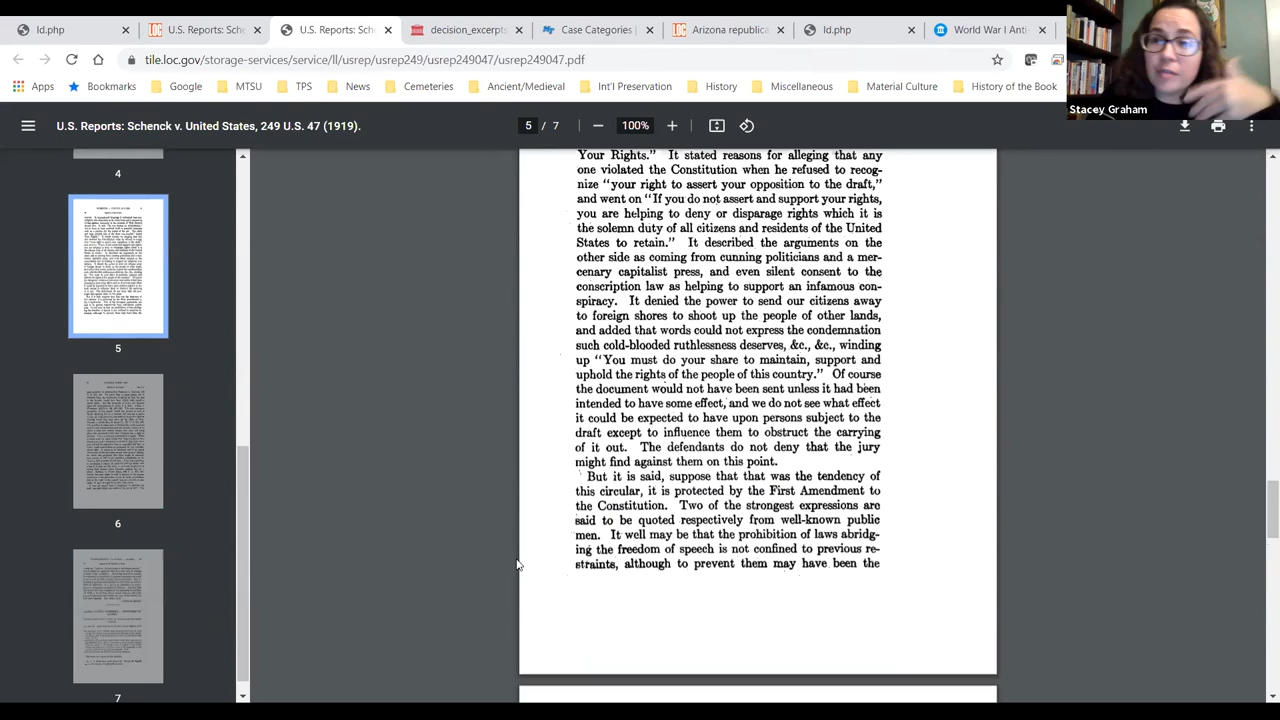 Id.php
U.S. Reports: Sche
U.S. Reports: Schenck
decision_excerpts
Case Categories |
Arizona republica
Id.php
World War I Anti-
tile.loc.gov/storage-services/service/ll/usrep/usrep249/usrep249047/usrep249047.pdf
Apps
Bookmarks
Google
MTSU
TPS
News
Cemeteries
Ancient/Medieval
Int'l Preservation
History
Miscellaneous
Material Culture
History of the Book
Stacey Graham
U.S. Reports: Schenck v. United States, 249 U.S. 47 (1919).
5 / 7
100%
4
5
6
7
Your Rights." It stated reasons for alleging that any
one violated the Constitution when he refused to recog-
nize "your right to assert your opposition to the draft,"
and went on "If you do not assert and support your rights,
you are helping to deny or disparage rights which it is
the solemn duty of all citizens and residents of the United
States to retain." It described the arguments on the
other side as coming from cunning politicians and a mer-
cenary capitalist press, and even silent consent to the
conscription law as helping to support an infamous con-
spiracy. It denied the power to send our citizens away
to foreign shores to shoot up the people of other lands,
and added that words could not express the condemnation
such cold-blooded ruthlessness deserves, &c., &c., winding
up "You must do your share to maintain, support and
uphold the rights of the people of this country." Of course
the document would not have been sent unless it had been
intended to have some effect, and we do not see what effect
it could be expected to have upon persons subject to the
draft except to influence them to obstruct the carrying
of it out. The defendants do not deny that the jury
might find against them on this point.
But it is said, suppose that that was the tendency of
this circular, it is protected by the First Amendment to
the Constitution. Two of the strongest expressions are
said to be quoted respectively from well-known public
men. It well may be that the prohibition of laws abridg-
ing the freedom of speech is not confined to previous re-
straints, although to prevent them may have been the